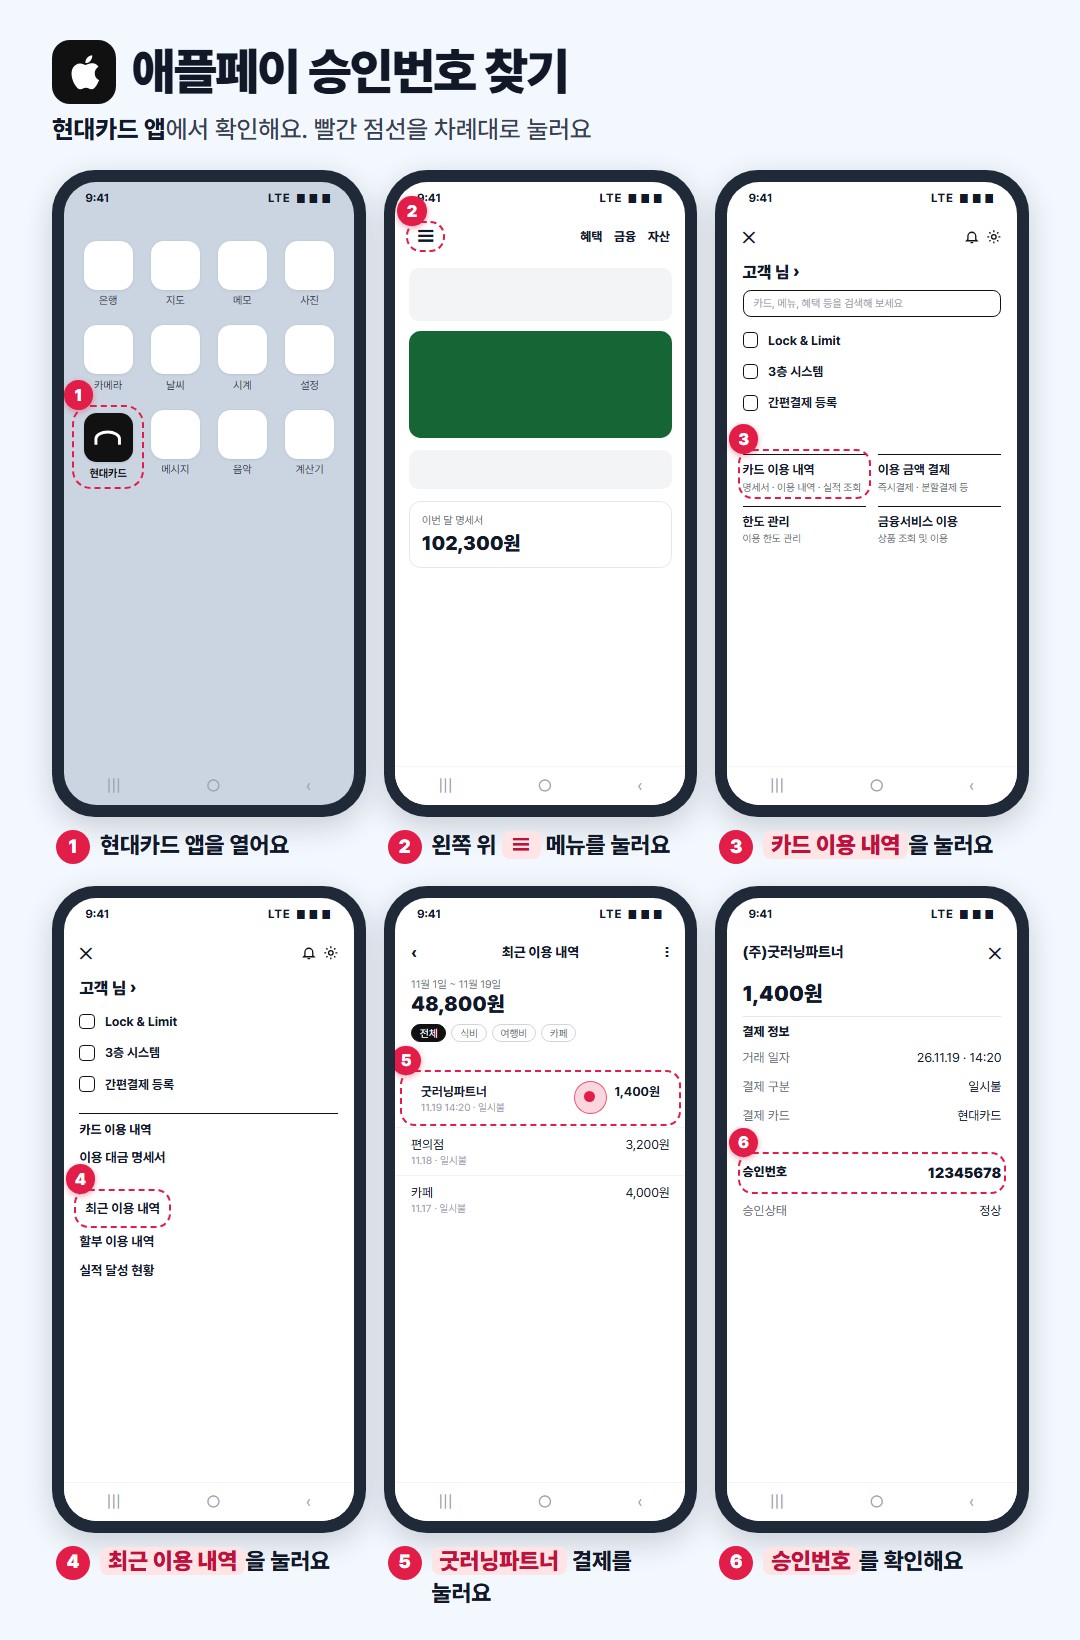 애플페이 승인번호 찾기
현대카드 앱에서 확인해요. 빨간 점선을 차례대로 눌러요
9:41 LTE
은행 지도 메모 사진
카메라 날씨 시계 설정
1
현대카드 메시지 음악 계산기
9:41 LTE
2
혜택 금융 자산
이번 달 명세서
102,300원
9:41 LTE
고객 님 ›
카드, 메뉴, 혜택 등을 검색해 보세요
Lock & Limit
3층 시스템
간편결제 등록
3
카드 이용 내역 이용 금액 결제
명세서 · 이용 내역 · 실적 조회 즉시결제 · 분할결제 등
한도 관리 금융서비스 이용
이용 한도 관리 상품 조회 및 이용
1 현대카드 앱을 열어요
2 왼쪽 위 ☰ 메뉴를 눌러요
3 카드 이용 내역 을 눌러요
9:41 LTE
고객 님 ›
Lock & Limit
3층 시스템
간편결제 등록
카드 이용 내역
이용 대금 명세서
4
최근 이용 내역
할부 이용 내역
실적 달성 현황
9:41 LTE
‹ 최근 이용 내역
11월 1일 ~ 11월 19일
48,800원
전체 식비 여행비 카페
5
굿러닝파트너 1,400원
11.19 14:20 · 일시불
편의점 3,200원
11.18 · 일시불
카페 4,000원
11.17 · 일시불
9:41 LTE
(주)굿러닝파트너
1,400원
결제 정보
거래 일자 26.11.19 · 14:20
결제 구분 일시불
결제 카드 현대카드
6
승인번호 12345678
승인상태 정상
4 최근 이용 내역 을 눌러요
5 굿러닝파트너 결제를
눌러요
6 승인번호 를 확인해요